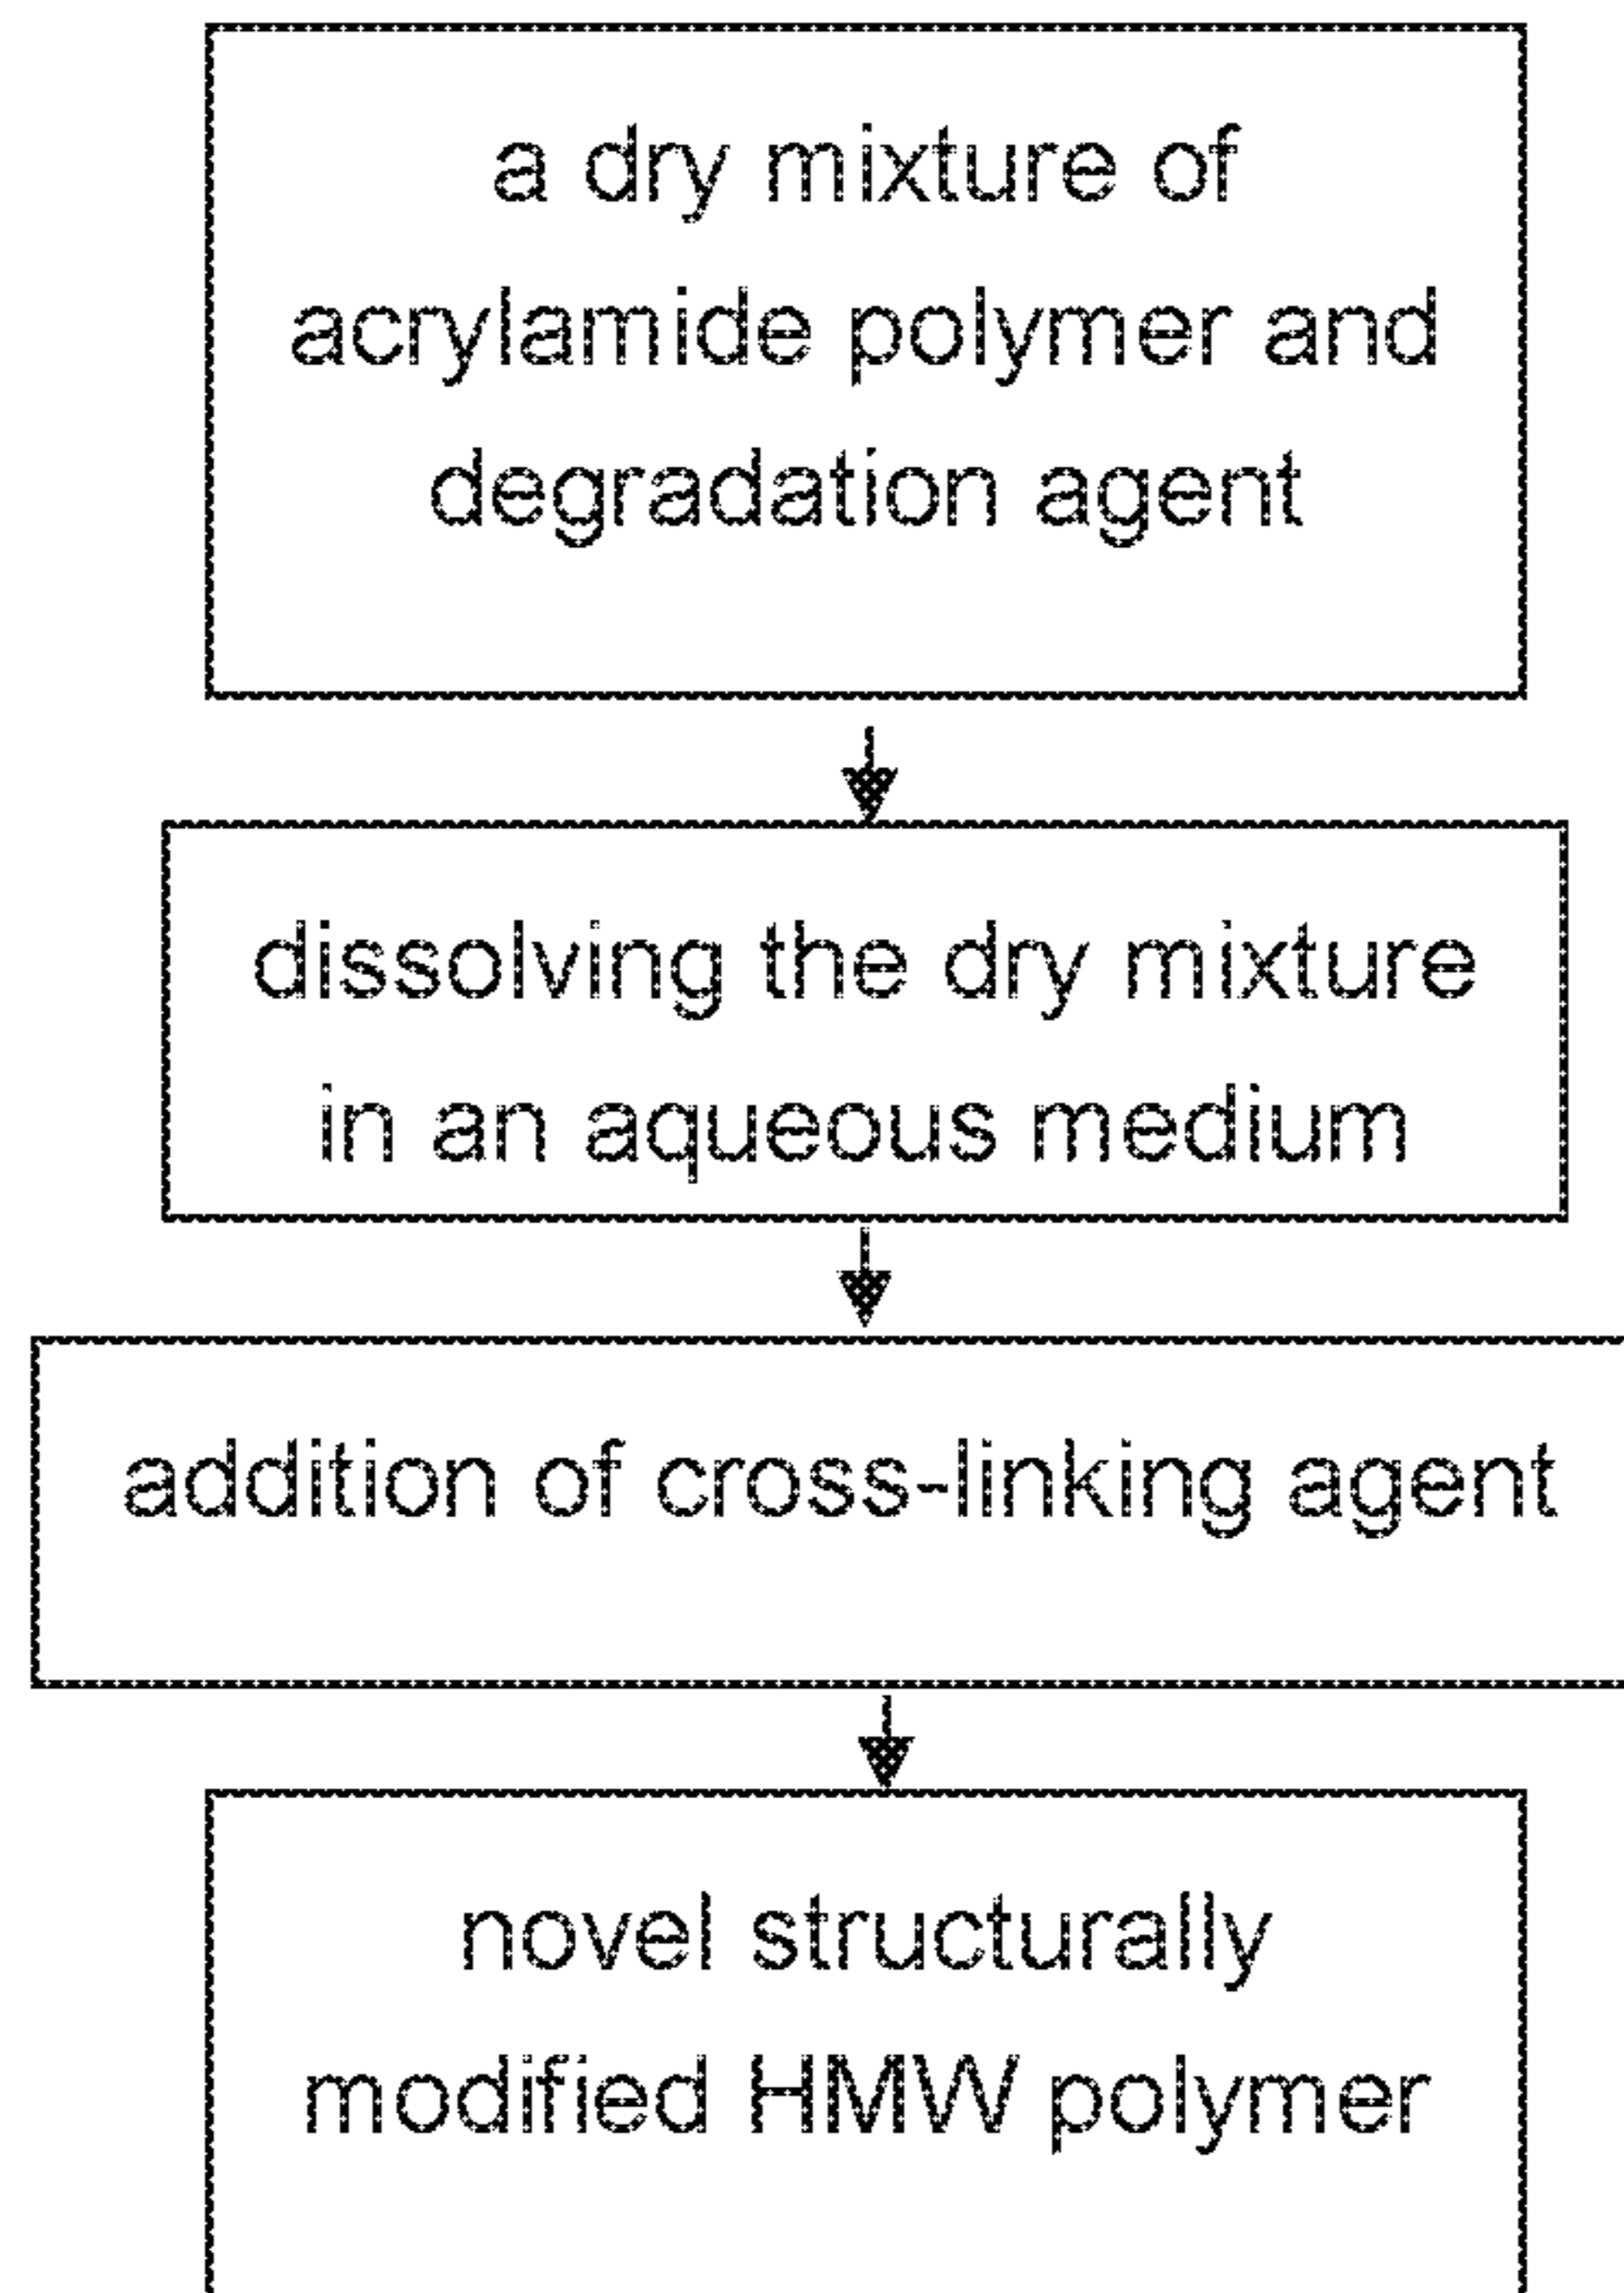 a dry mixture of
acrylamide polymer and
degradation agent
dissolving the dry mixture
in an aqueous medium
addition of cross-linking agent
novel structurally
modified HMW polymer